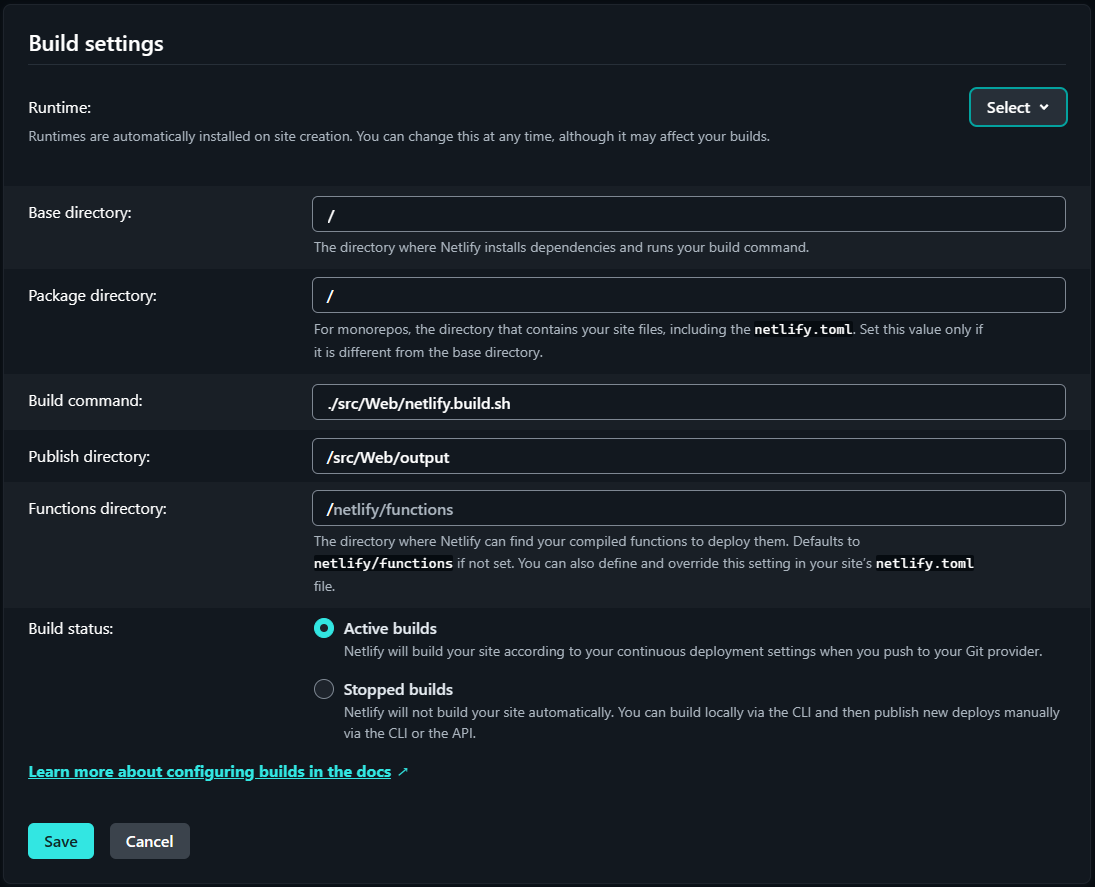 Build settings
Runtime:
Select
Runtimes are automatically installed on site creation. You can change this at any time, although it may affect your builds.
Base directory:
/
The directory where Netlify installs dependencies and runs your build command.
Package directory:
/
For monorepos, the directory that contains your site files, including the netlify.toml. Set this value only if
it is different from the base directory.
Build command:
./src/Web/netlify.build.sh
Publish directory:
/src/Web/output
Functions directory:
/netlify/functions
The directory where Netlify can find your compiled functions to deploy them. Defaults to
netlify/functions if not set. You can also define and override this setting in your site's netlify.toml
file.
Build status:
Active builds
Netlify will build your site according to your continuous deployment settings when you push to your Git provider.
Stopped builds
Netlify will not build your site automatically. You can build locally via the CLI and then publish new deploys manually
via the CLI or the API.
Learn more about configuring builds in the docs ↗
Save
Cancel